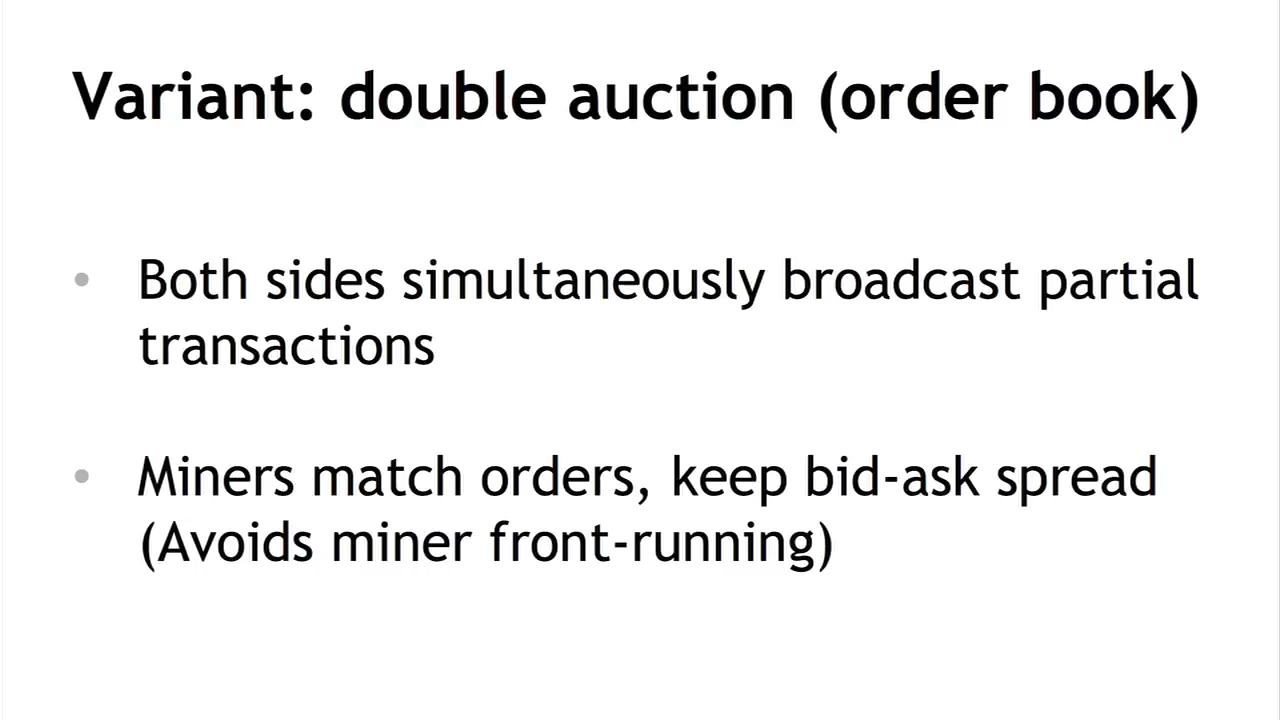 Variant: double auction (order book)
• Both sides simultaneously broadcast partial
transactions
• Miners match orders, keep bid-ask spread
(Avoids miner front-running)